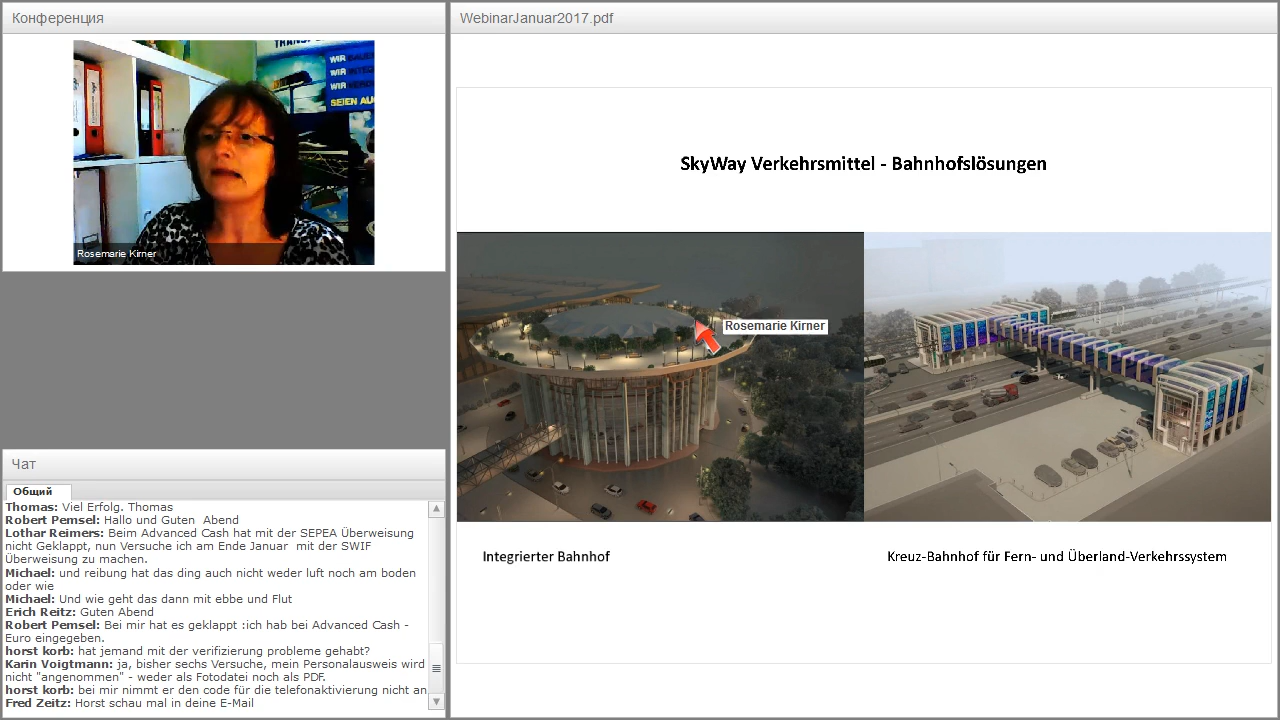 Конференция
TRANSP
WIR BAUEN
WIR
WIR
SEIEN AU
Rosemarie Kirner
Чат
Общий
Thomas: Viel Erfolg. Thomas
Robert Pemsel: Hallo und Guten Abend
Lothar Reimers: Beim Advanced Cash hat mit der SEPEA Überweisung
nicht Geklappt, nun Versuche ich am Ende Januar mit der SWIF
Überweisung zu machen.
Michael: und reibung hat das ding auch nicht weder luft noch am boden
oder wie
Michael: Und wie geht das dann mit ebbe und Flut
Erich Reitz: Guten Abend
Robert Pemsel: Bei mir hat es geklappt :ich hab bei Advanced Cash -
Euro eingegeben.
horst korb: hat jemand mit der verifizierung probleme gehabt?
Karin Voigtmann: ja, bisher sechs Versuche, mein Personalausweis wird
nicht "angenommen" - weder als Fotodatei noch als PDF.
horst korb: bei mir nimmt er den code für die telefonaktivierung nicht an
Fred Zeitz: Horst schau mal in deine E-Mail
WebinarJanuar2017.pdf
SkyWay Verkehrsmittel - Bahnhofslösungen
Rosemarie Kirner
Integrierter Bahnhof
Kreuz-Bahnhof für Fern- und Überland-Verkehrssystem